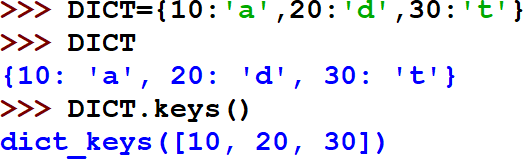 >>> DICT={10:'a',20:'d',30:'t'}
>>> DICT
{10: 'a', 20: 'd', 30: 't'}
>>> DICT.keys()
dict_keys([10, 20, 30])